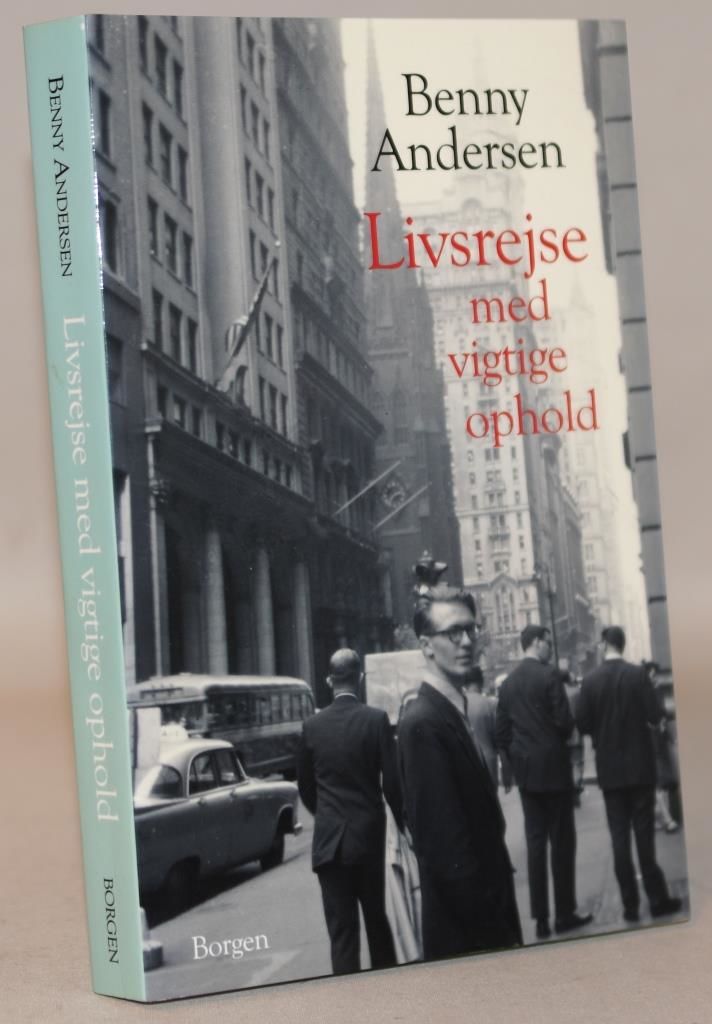 Benny
Andersen
Livsrejse
med
vigtige
ophold
Borgen
BENNY ANDERSEN
Livsrejse med vigtige ophold
BORGEN